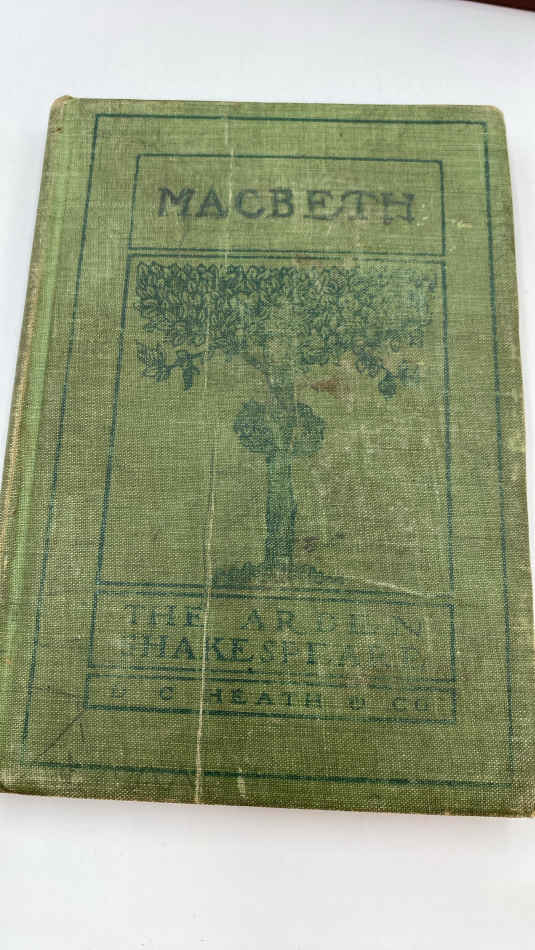 MACBETH
THE ARDEN
SHAKESPEARE
D C HEATH & CO